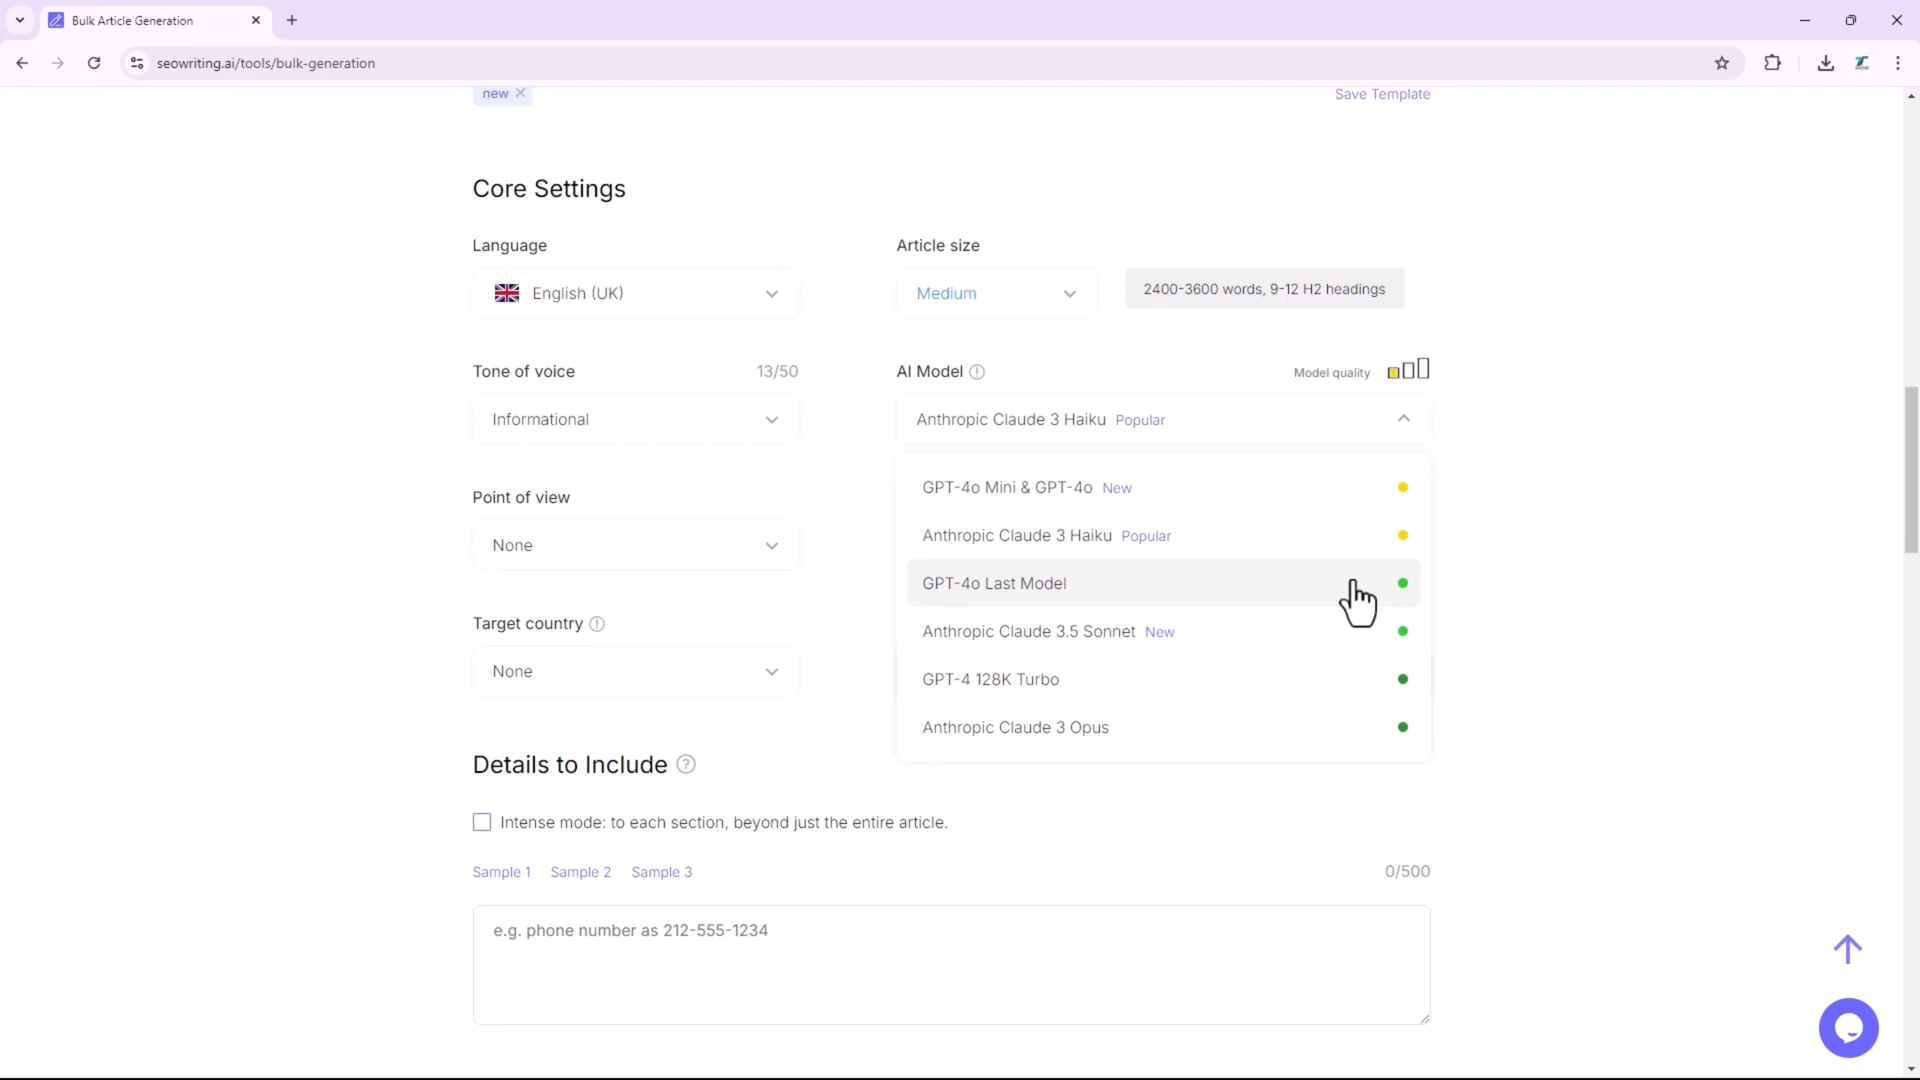 Bulk Article Generation
seowriting.ai/tools/bulk-generation
new
Save Template
Core Settings
Language
Article size
English (UK)
Medium
2400-3600 words, 9-12 H2 headings
Tone of voice
13/50
AI Model
Model quality
Informational
Anthropic Claude 3 Haiku Popular
GPT-4o Mini & GPT-4o New
Point of view
Anthropic Claude 3 Haiku Popular
None
GPT-4o Last Model
Target country
Anthropic Claude 3.5 Sonnet New
None
GPT-4 128K Turbo
Anthropic Claude 3 Opus
Details to Include
Intense mode: to each section, beyond just the entire article.
Sample 1 Sample 2 Sample 3
0/500
e.g. phone number as 212-555-1234